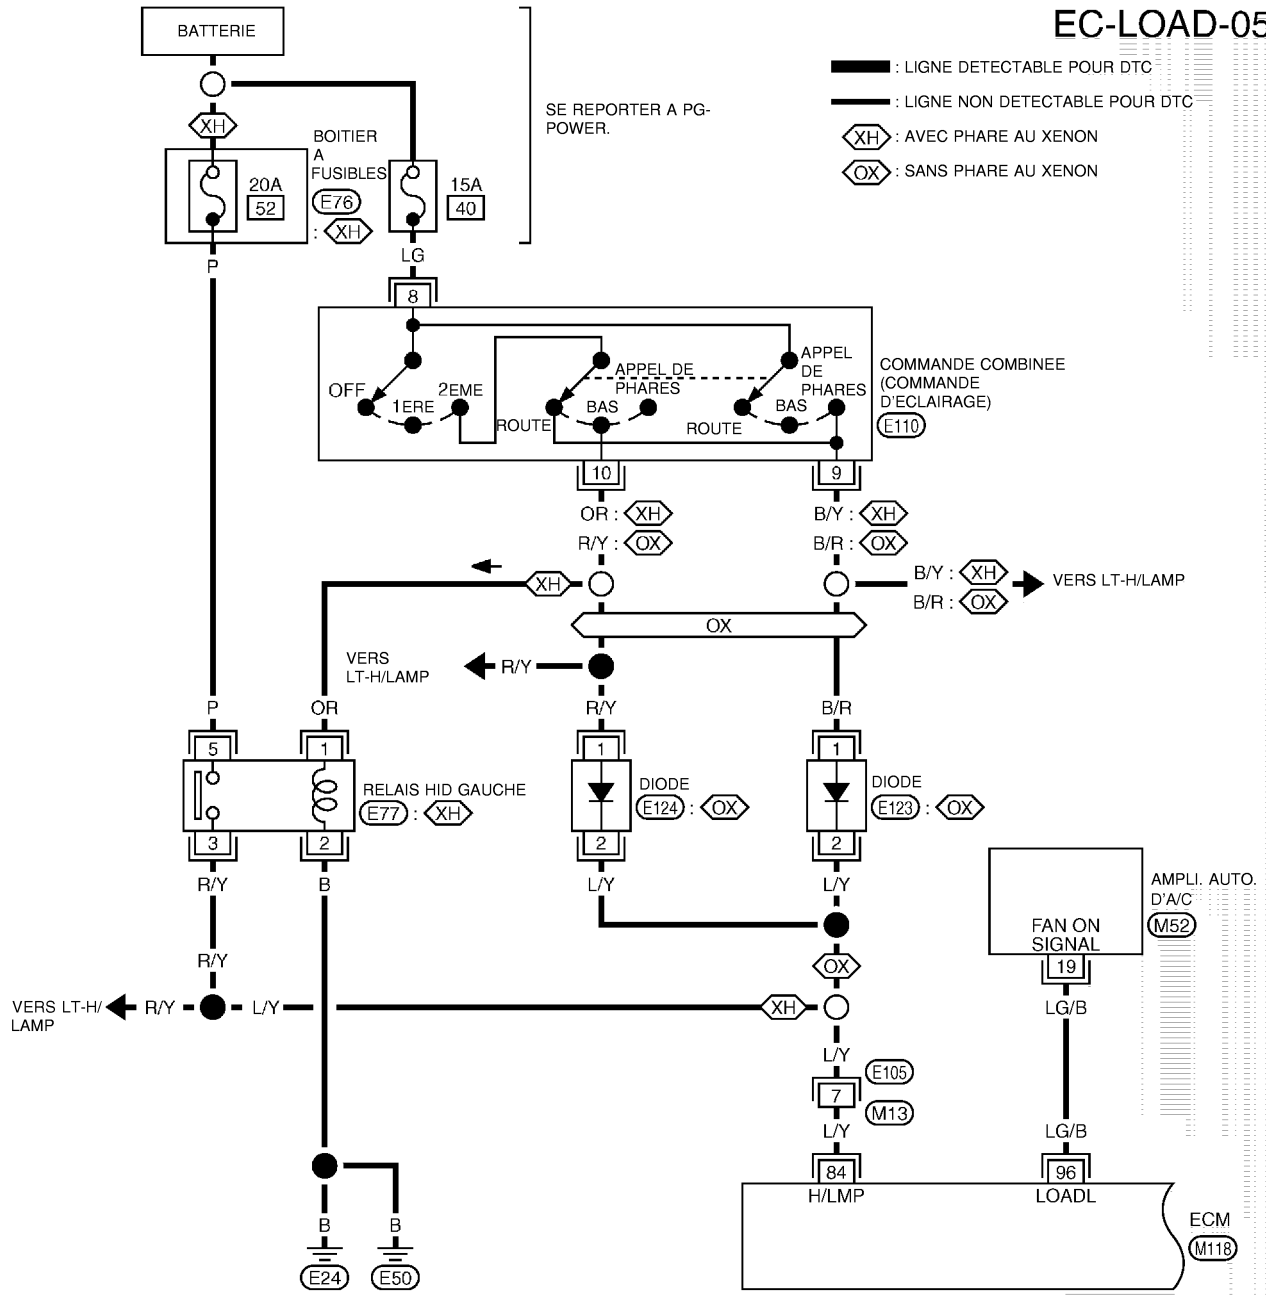 EC-LOAD-05
BATTERIE
: LIGNE DETECTABLE POUR DTC
: LIGNE NON DETECTABLE POUR DTC
XH : AVEC PHARE AU XENON
OX : SANS PHARE AU XENON
SE REPORTER A PG-
POWER.
XH
BOITIER
A
FUSIBLES
E76
: XH
20A
52
15A
40
P
LG
8
OFF
1ERE
2EME
APPEL DE
PHARES
ROUTE
BAS
APPEL
DE
PHARES
ROUTE
BAS
COMMANDE COMBINEE
(COMMANDE
D'ECLAIRAGE)
E110
10
9
OR : XH
B/Y : XH
R/Y : OX
B/R : OX
XH
B/Y : XH
B/R : OX
VERS LT-H/LAMP
OX
VERS
LT-H/LAMP
R/Y
P
OR
R/Y
B/R
5
1
1
1
RELAIS HID GAUCHE
E77 : XH
DIODE
E124 : OX
DIODE
E123 : OX
3
2
2
2
R/Y
B
L/Y
L/Y
AMPLI. AUTO.
D'A/C
M52
FAN ON
SIGNAL
19
R/Y
OX
VERS LT-H/
LAMP
R/Y
L/Y
XH
LG/B
L/Y
7
E105
M13
L/Y
LG/B
84
96
H/LMP
LOADL
ECM
M118
B
B
E24
E50